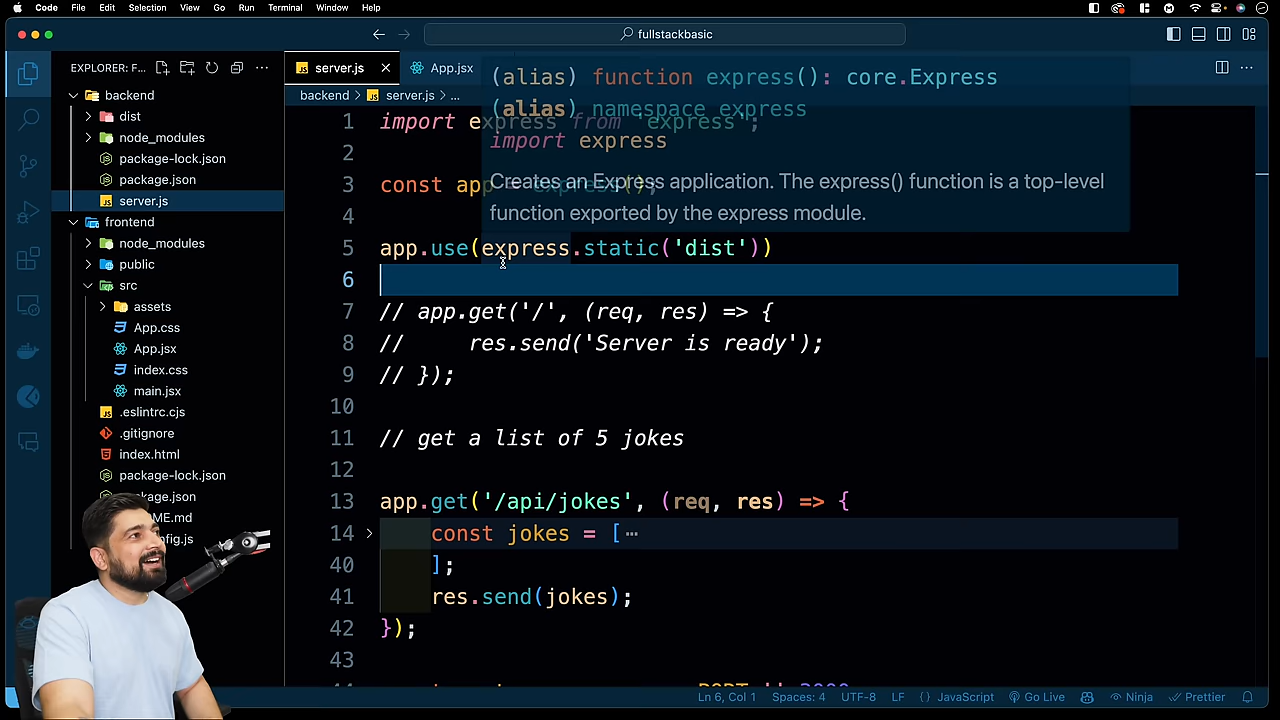 Code File Edit Selection View Go Run Terminal Window Help
fullstackbasic
EXPLORER: F...
server.js
App.jsx
backend
dist
node_modules
package-lock.json
package.json
server.js
frontend
node_modules
public
src
assets
App.css
App.jsx
index.css
main.jsx
.eslintrc.cjs
.gitignore
index.html
package-lock.json
kage.json
ME.md
fig.js
backend > server.js > ...
(alias) function express(): core.Express
(alias) namespace express
import express
Creates an Express application. The express() function is a top-level
function exported by the express module.
1 import express from 'express';
2
3 const app = express();
4
5 app.use(express.static('dist'))
6
7 // app.get('/', (req, res) => {
8 //     res.send('Server is ready');
9 // });
10
11 // get a list of 5 jokes
12
13 app.get('/api/jokes', (req, res) => {
14 const jokes = [ ...
40 ];
41 res.send(jokes);
42 });
43
Ln 6, Col 1 Spaces: 4 UTF-8 LF {} JavaScript Go Live Ninja Prettier